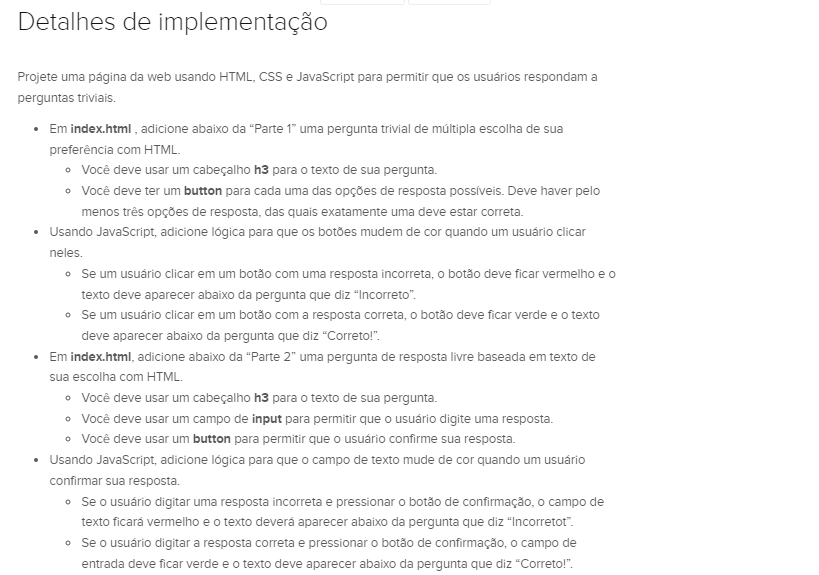 Detalhes de implementação
Projete uma página da web usando HTML, CSS e JavaScript para permitir que os usuários respondam a
perguntas triviais.
• Em index.html , adicione abaixo da “Parte 1” uma pergunta trivial de múltipla escolha de sua
preferência com HTML.
◦ Você deve usar um cabeçalho h3 para o texto de sua pergunta.
◦ Você deve ter um button para cada uma das opções de resposta possíveis. Deve haver pelo
menos três opções de resposta, das quais exatamente uma deve estar correta.
• Usando JavaScript, adicione lógica para que os botões mudem de cor quando um usuário clicar
neles.
◦ Se um usuário clicar em um botão com uma resposta incorreta, o botão deve ficar vermelho e o
texto deve aparecer abaixo da pergunta que diz “Incorreto”.
◦ Se um usuário clicar em um botão com a resposta correta, o botão deve ficar verde e o texto
deve aparecer abaixo da pergunta que diz “Correto!”.
• Em index.html, adicione abaixo da “Parte 2” uma pergunta de resposta livre baseada em texto de
sua escolha com HTML.
◦ Você deve usar um cabeçalho h3 para o texto de sua pergunta.
◦ Você deve usar um campo de input para permitir que o usuário digite uma resposta.
◦ Você deve usar um button para permitir que o usuário confirme sua resposta.
• Usando JavaScript, adicione lógica para que o campo de texto mude de cor quando um usuário
confirmar sua resposta.
◦ Se o usuário digitar uma resposta incorreta e pressionar o botão de confirmação, o campo de
texto ficará vermelho e o texto deverá aparecer abaixo da pergunta que diz “Incorretot”.
◦ Se o usuário digitar a resposta correta e pressionar o botão de confirmação, o campo de
entrada deve ficar verde e o texto deve aparecer abaixo da pergunta que diz “Correto!”.